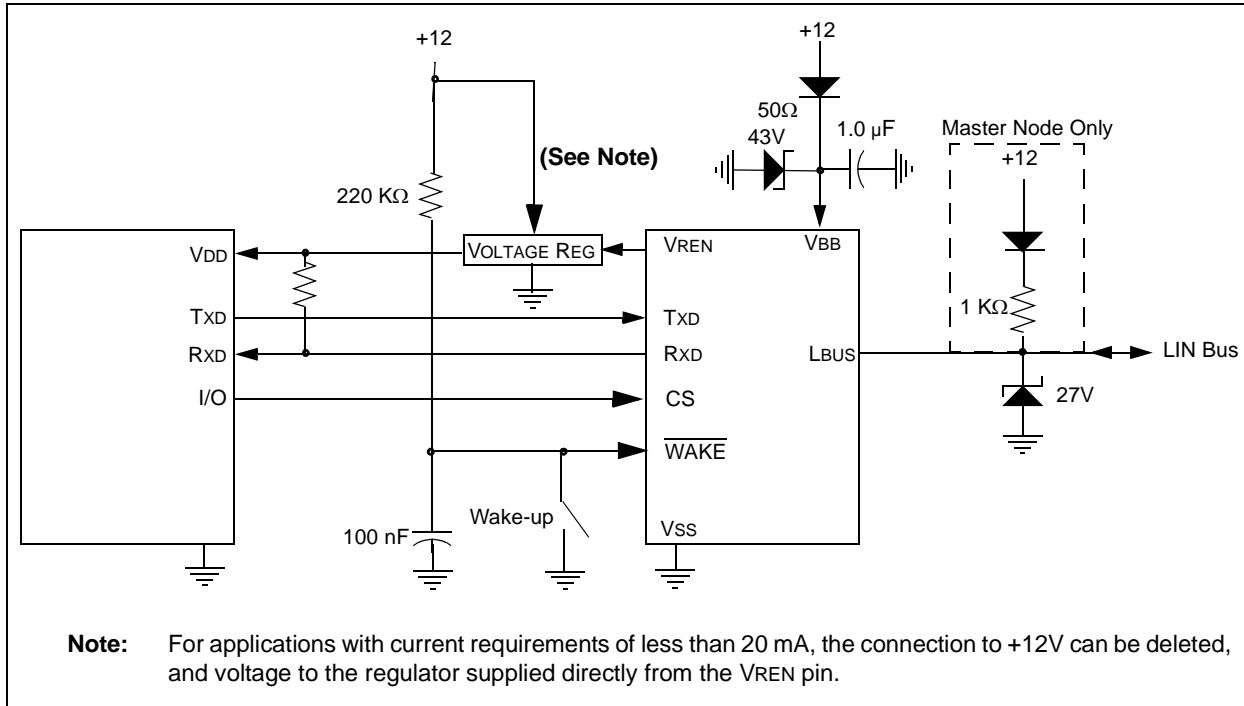 +12
+12
50Ω
43V
1.0 µF
Master Node Only
+12
(See Note)
220 KΩ
VDD
VOLTAGE REG
VREN
VBB
1 KΩ
TXD
TXD
RXD
RXD
LBUS
LIN Bus
I/O
CS
27V
WAKE
Wake-up
100 nF
VSS
Note: For applications with current requirements of less than 20 mA, the connection to +12V can be deleted,
and voltage to the regulator supplied directly from the VREN pin.